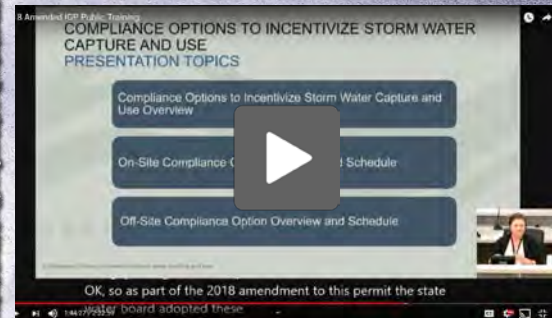 8 Amended IGP Public Training
COMPLIANCE OPTIONS TO INCENTIVIZE STORM WATER
CAPTURE AND USE
PRESENTATION TOPICS
Compliance Options to Incentivize Storm Water Capture and
Use Overview
On-Site Compliance
d Schedule
Off-Site Compliance Option Overview and Schedule
OK, so as part of the 2018 amendment to this permit the state
water board adopted these